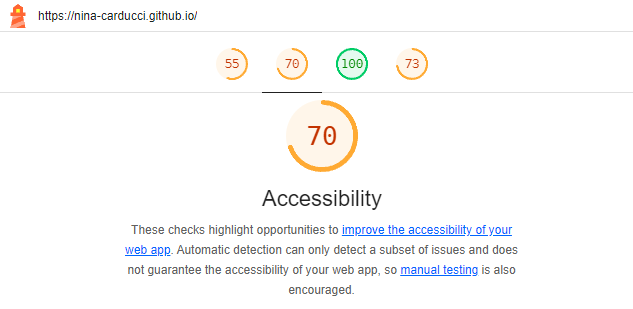 https://nina-carducci.github.io/
55 70 100 73
70
Accessibility
These checks highlight opportunities to improve the accessibility of your
web app. Automatic detection can only detect a subset of issues and does
not guarantee the accessibility of your web app, so manual testing is also
encouraged.